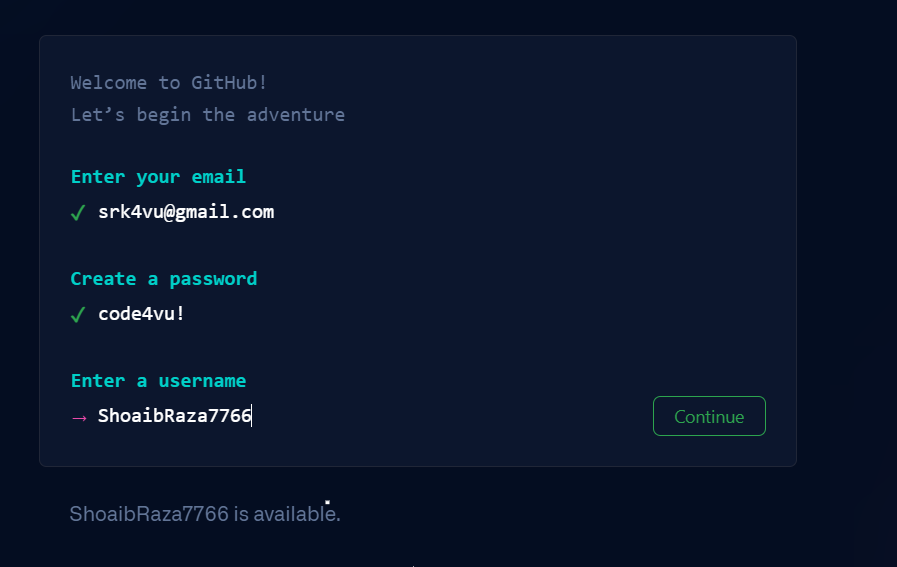 Welcome to GitHub!
Let’s begin the adventure
Enter your email
✓ srk4vu@gmail.com
Create a password
✓ code4vu!
Enter a username
→ ShoaibRaza7766
Continue
ShoaibRaza7766 is available.